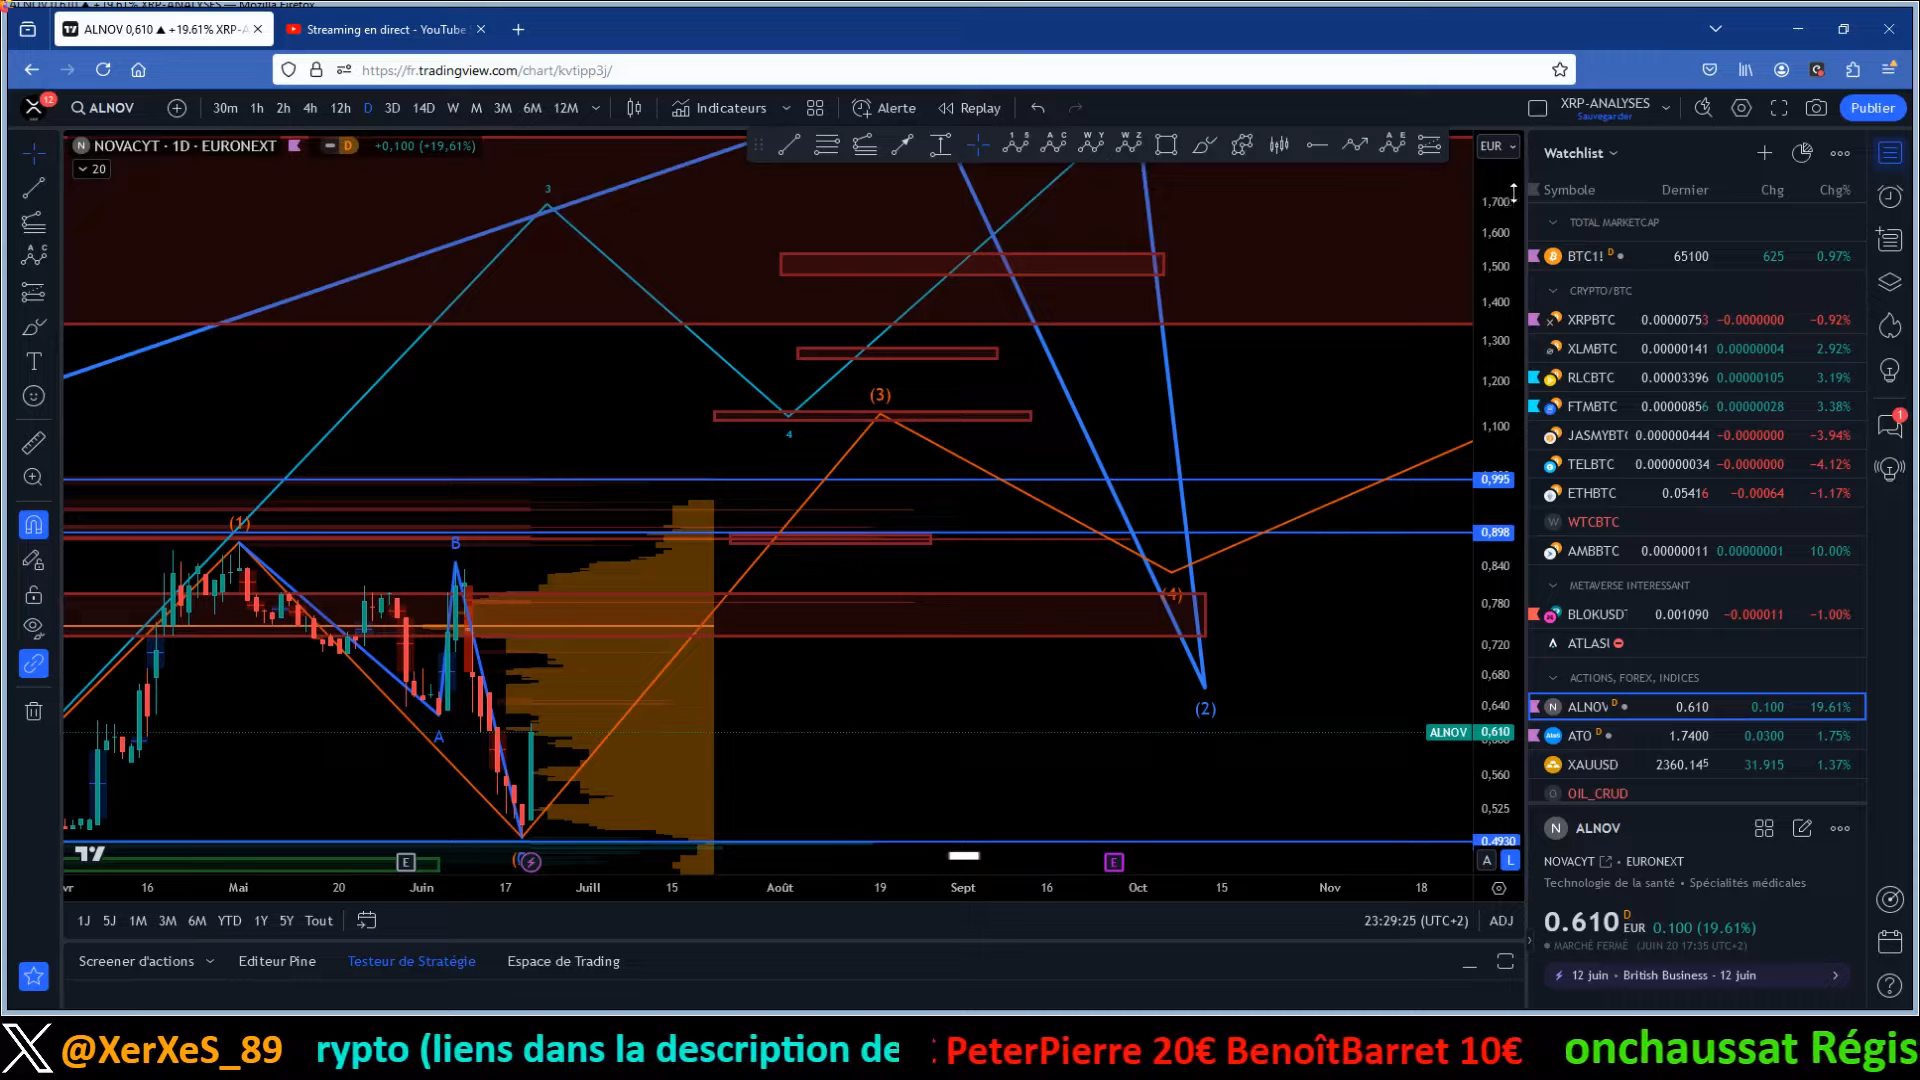 ALNOV 0,610 ▲ +19.61% XRP-A
Streaming en direct - YouTube
https://fr.tradingview.com/chart/kvtipp3j/
12
ALNOV
30m 1h 2h 4h 12h D 3D 14D W M 3M 6M 12M
Indicateurs
Alerte
Replay
XRP-ANALYSES
Sauvegarder
Publier
NOVACYT · 1D · EURONEXT
D
+0,100 (+19,61%)
20
EUR
Watchlist
Symbole Dernier Chg Chg%
TOTAL MARKETCAP
BTC1! D 65100 625 0.97%
CRYPTO/BTC
XRPBTC 0.00000753 −0.0000000 −0.92%
XLMBTC 0.00000141 0.00000004 2.92%
RLCBTC 0.00003396 0.00000105 3.19%
FTMBTC 0.00000856 0.00000028 3.38%
JASMYBT 0.000000444 −0.0000000 −3.94%
TELBTC 0.000000034 −0.0000000 −4.12%
ETHBTC 0.05416 −0.00064 −1.17%
WTCBTC
AMBBTC 0.00000011 0.00000001 10.00%
METAVERSE INTERESSANT
BLOKUSDT 0.001090 −0.000011 −1.00%
ATLASU
ACTIONS, FOREX, INDICES
ALNOV D 0.610 0.100 19.61%
ATO D 1.7400 0.0300 1.75%
XAUUSD 2360.145 31.915 1.37%
OIL_CRUD
1,700
1,600
1,500
1,400
1,300
1,200
1,100
0,995
0,898
0,840
0,780
0,720
0,680
0,640
ALNOV 0,610
0,560
0,525
0,4930
A L
3
4
(3)
(1)
B
A
(4)
(2)
E
E
16 Mai 20 Juin 17 Juill 15 Août 19 Sept 16 Oct 15 Nov 18
1J 5J 1M 3M 6M YTD 1Y 5Y Tout
23:29:25 (UTC+2) ADJ
Screener d'actions
Editeur Pine
Testeur de Stratégie
Espace de Trading
ALNOV
NOVACYT · EURONEXT
Technologie de la santé • Spécialités médicales
0.610 D EUR 0.100 (19.61%)
MARCHÉ FERMÉ (JUIN 20 17:35 UTC+2)
12 juin - British Business - 12 juin
@XerXeS_89
rypto (liens dans la description de
PeterPierre 20€ BenoîtBarret 10€
onchaussat Régis